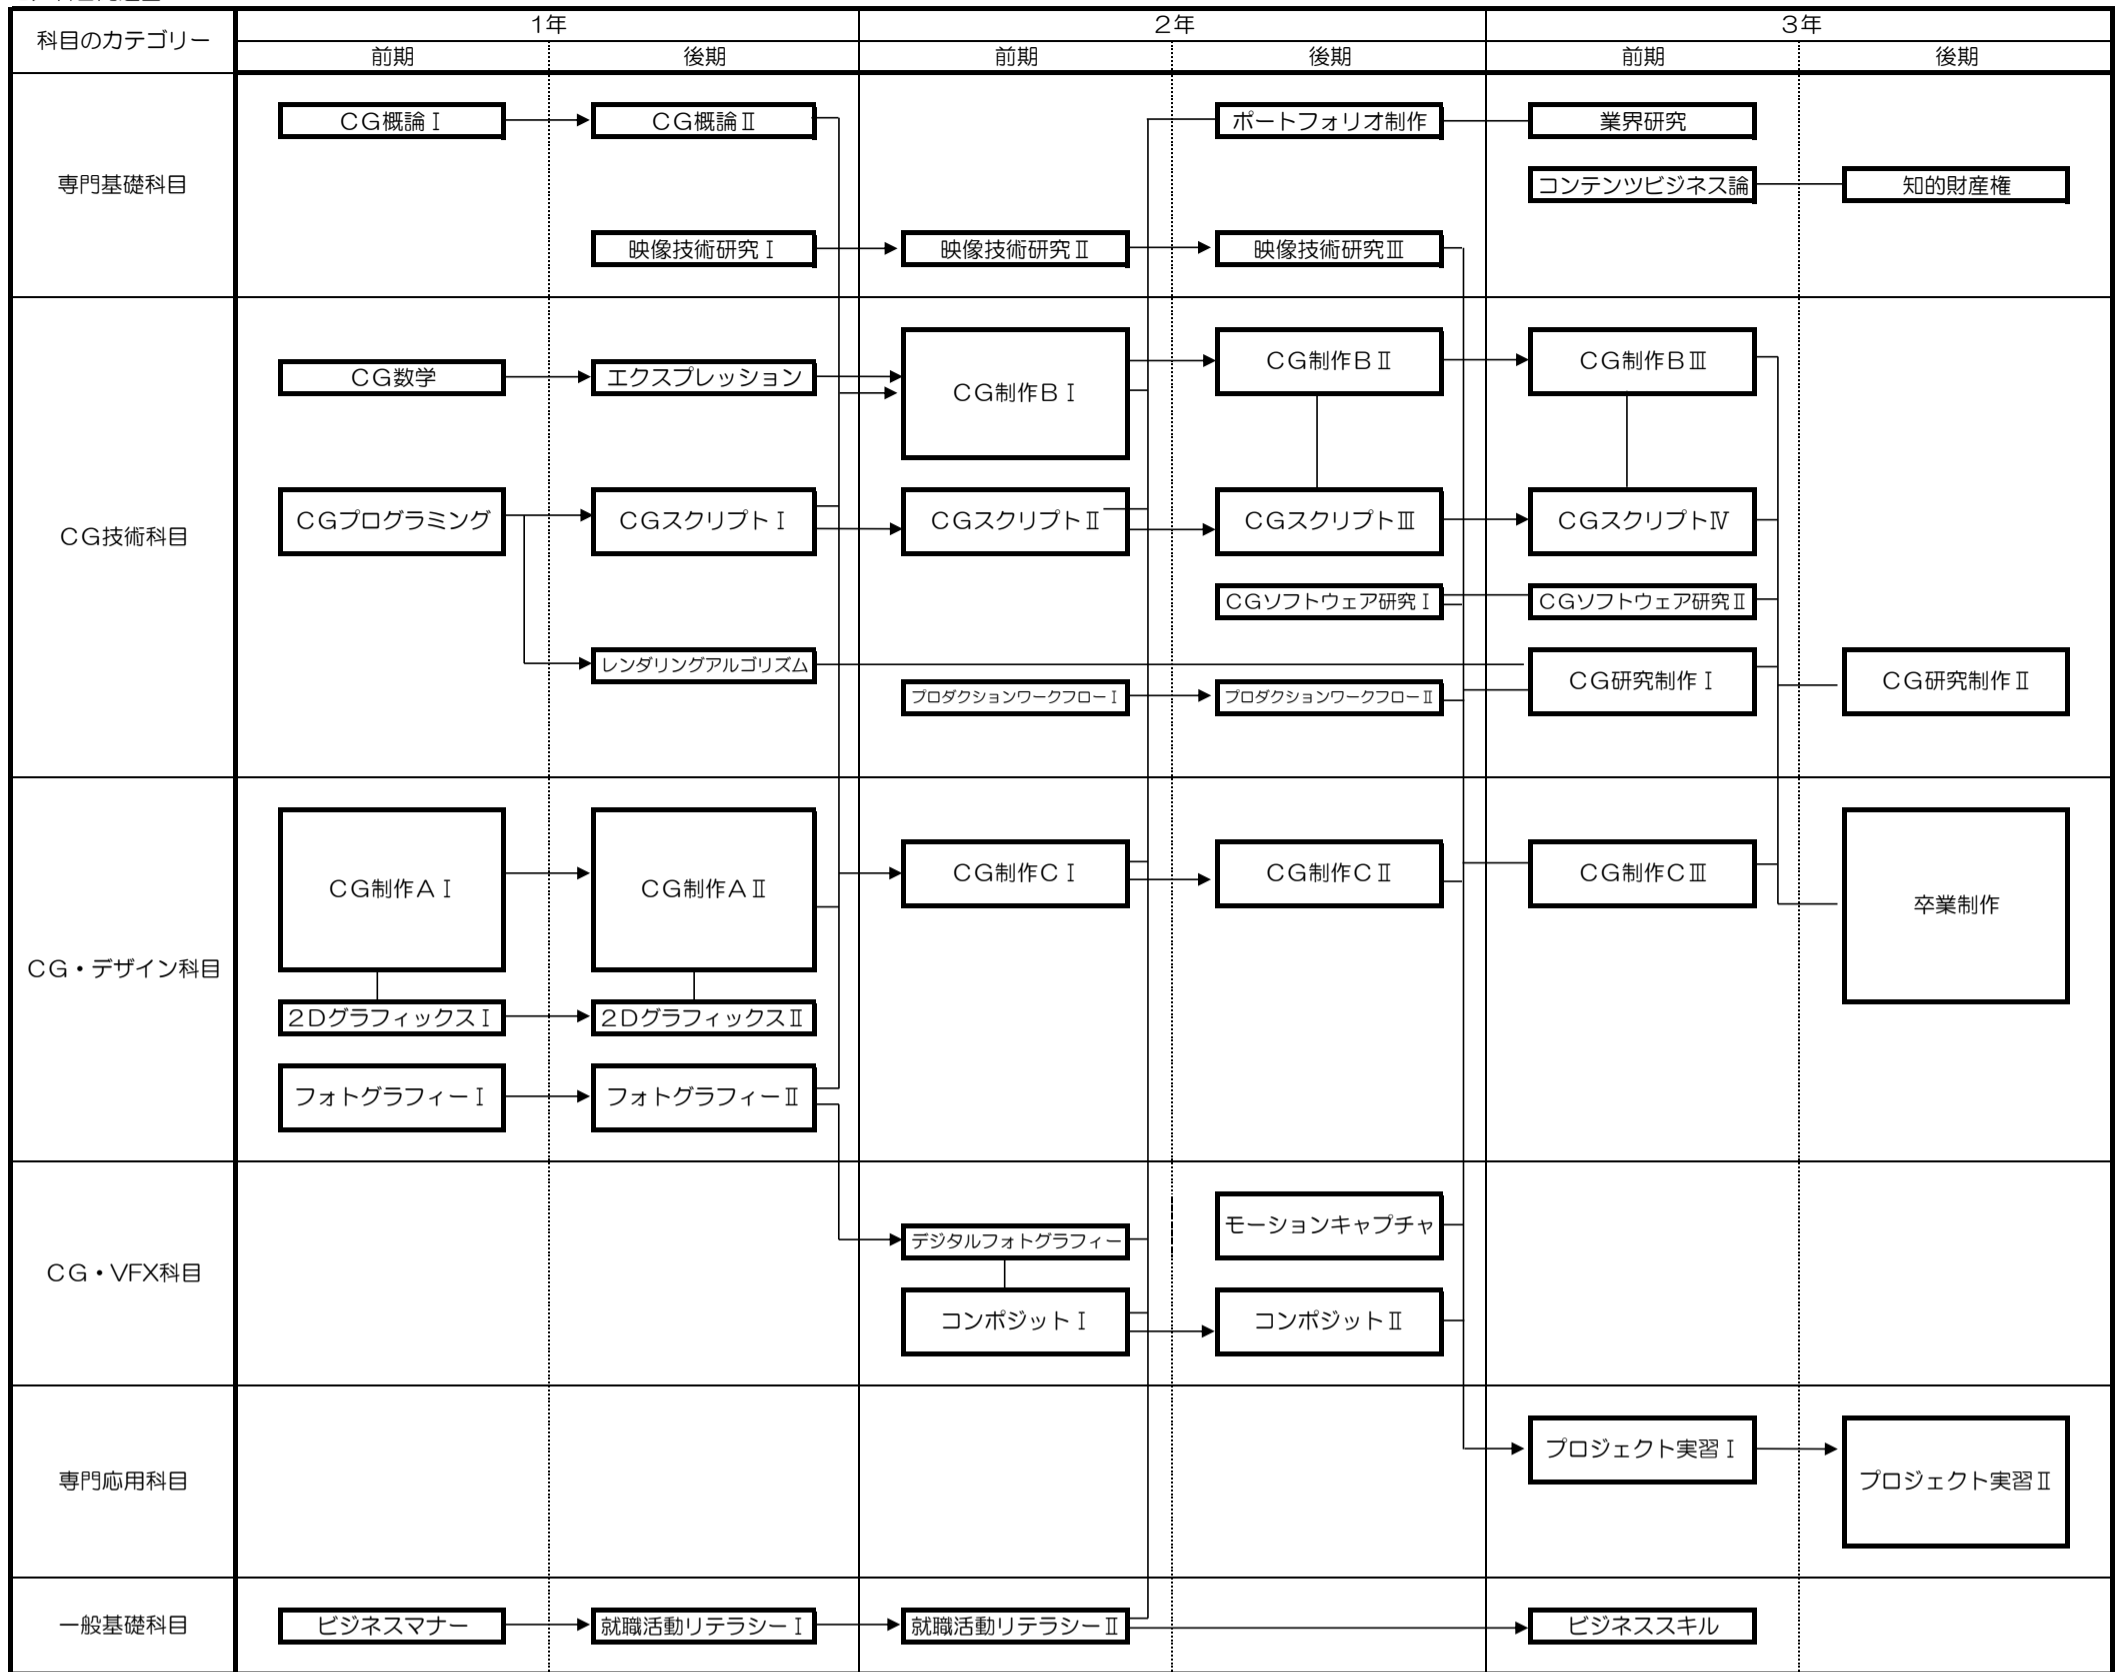 科目のカテゴリー
1年
2年
3年
前期
後期
前期
後期
前期
後期
専門基礎科目
CG概論Ⅰ
CG概論Ⅱ
ポートフォリオ制作
業界研究
コンテンツビジネス論
知的財産権
映像技術研究Ⅰ
映像技術研究Ⅱ
映像技術研究Ⅲ
CG技術科目
CG数学
エクスプレッション
CG制作BⅠ
CG制作BⅡ
CG制作BⅢ
CGプログラミング
CGスクリプトⅠ
CGスクリプトⅡ
CGスクリプトⅢ
CGスクリプトⅣ
CGソフトウェア研究Ⅰ
CGソフトウェア研究Ⅱ
レンダリングアルゴリズム
CG研究制作Ⅰ
CG研究制作Ⅱ
プロダクションワークフローⅠ
プロダクションワークフローⅡ
CG・デザイン科目
CG制作AⅠ
CG制作AⅡ
CG制作CⅠ
CG制作CⅡ
CG制作CⅢ
卒業制作
2DグラフィックスⅠ
2DグラフィックスⅡ
フォトグラフィーⅠ
フォトグラフィーⅡ
CG・VFX科目
デジタルフォトグラフィー
モーションキャプチャ
コンポジットⅠ
コンポジットⅡ
専門応用科目
プロジェクト実習Ⅰ
プロジェクト実習Ⅱ
一般基礎科目
ビジネスマナー
就職活動リテラシーⅠ
就職活動リテラシーⅡ
ビジネススキル